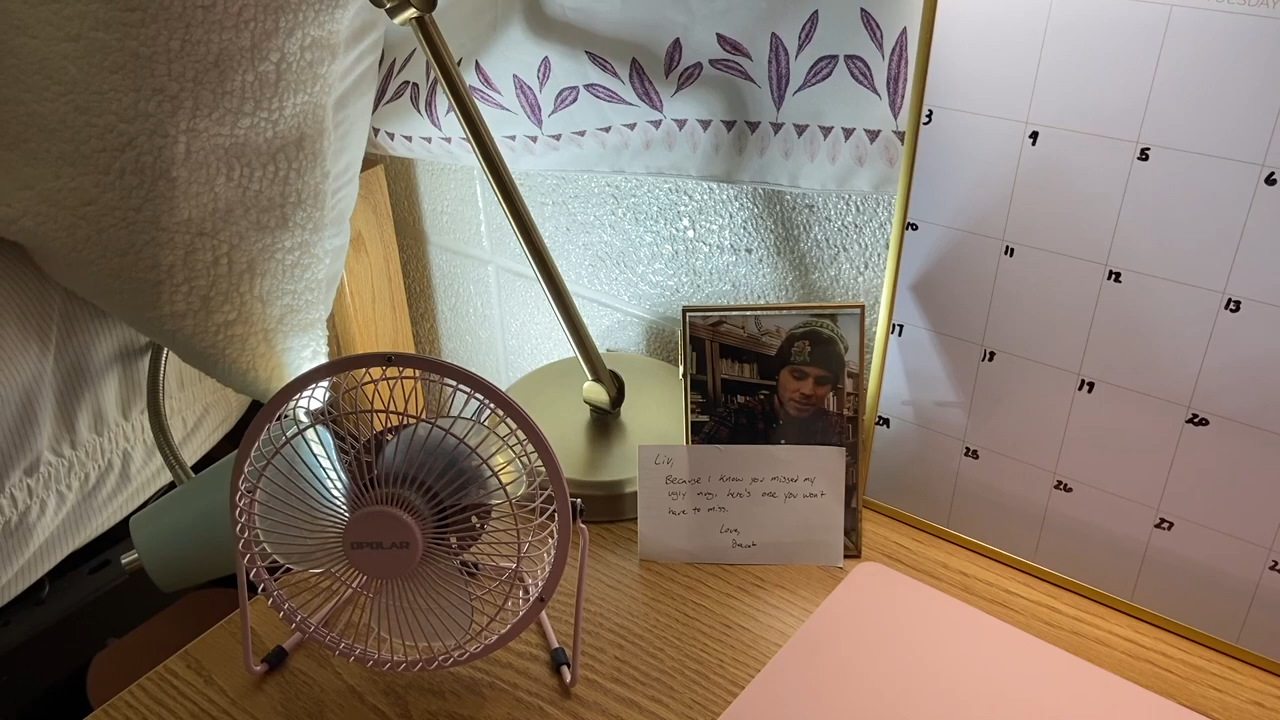 TUESDAY
3
4
5
6
10
11
12
13
17
18
19
20
24
25
26
27
OPOLAR
Liv,
Because I know you missed my
ugly mug, here's one you won't
have to miss.
Love,